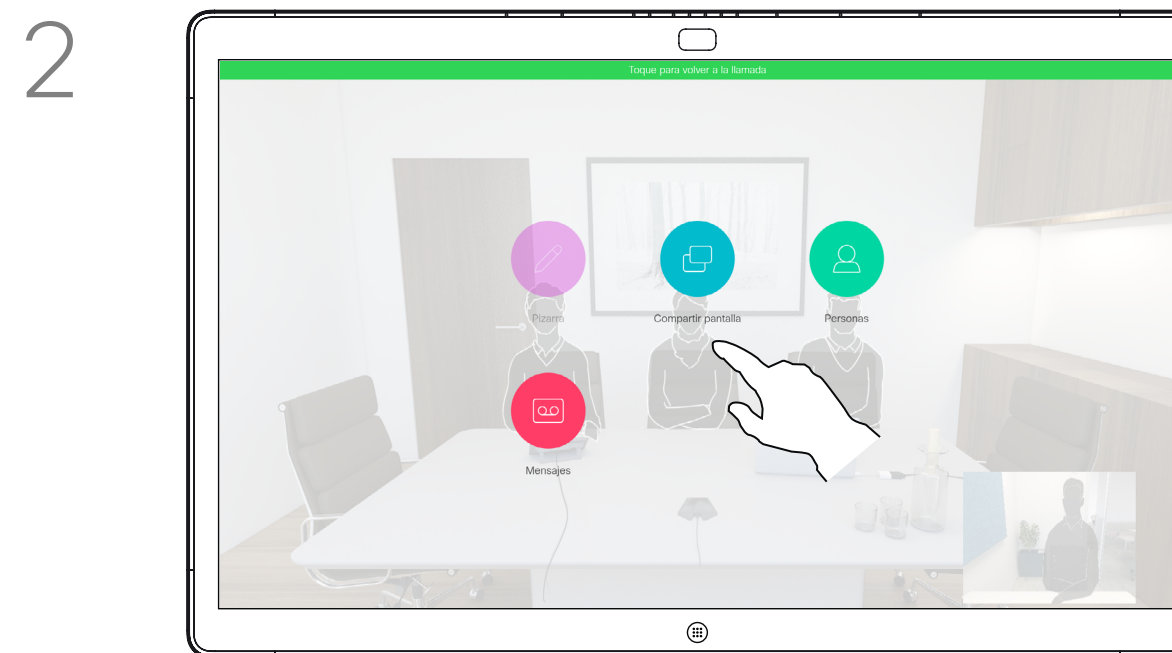 2
Toque para volver a la llamada
Pizarra
Compartir pantalla
Personas
Mensajes